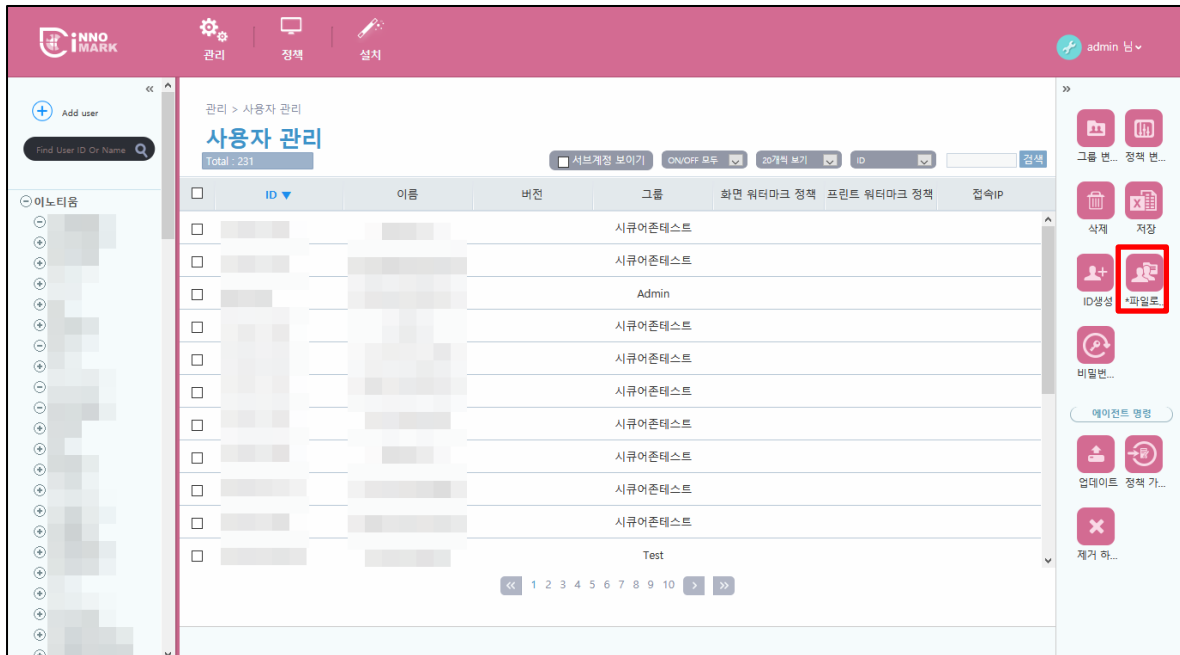 iNNO
MARK
관리
정책
설치
admin 님
Add user
Find User ID Or Name
이노티움
관리 > 사용자 관리
사용자 관리
Total : 231
서브계정 보이기
ON/OFF 모두
20개씩 보기
ID
검색
ID ▼ 이름 버전 그룹 화면 워터마크 정책 프린트 워터마크 정책 접속IP
시큐어존테스트
시큐어존테스트
Admin
시큐어존테스트
시큐어존테스트
시큐어존테스트
시큐어존테스트
시큐어존테스트
시큐어존테스트
시큐어존테스트
Test
« 1 2 3 4 5 6 7 8 9 10 > »
그룹 변... 정책 변...
삭제 저장
ID생성 *파일로..
비밀번...
에이전트 명령
업데이트 정책 가...
제거 하...